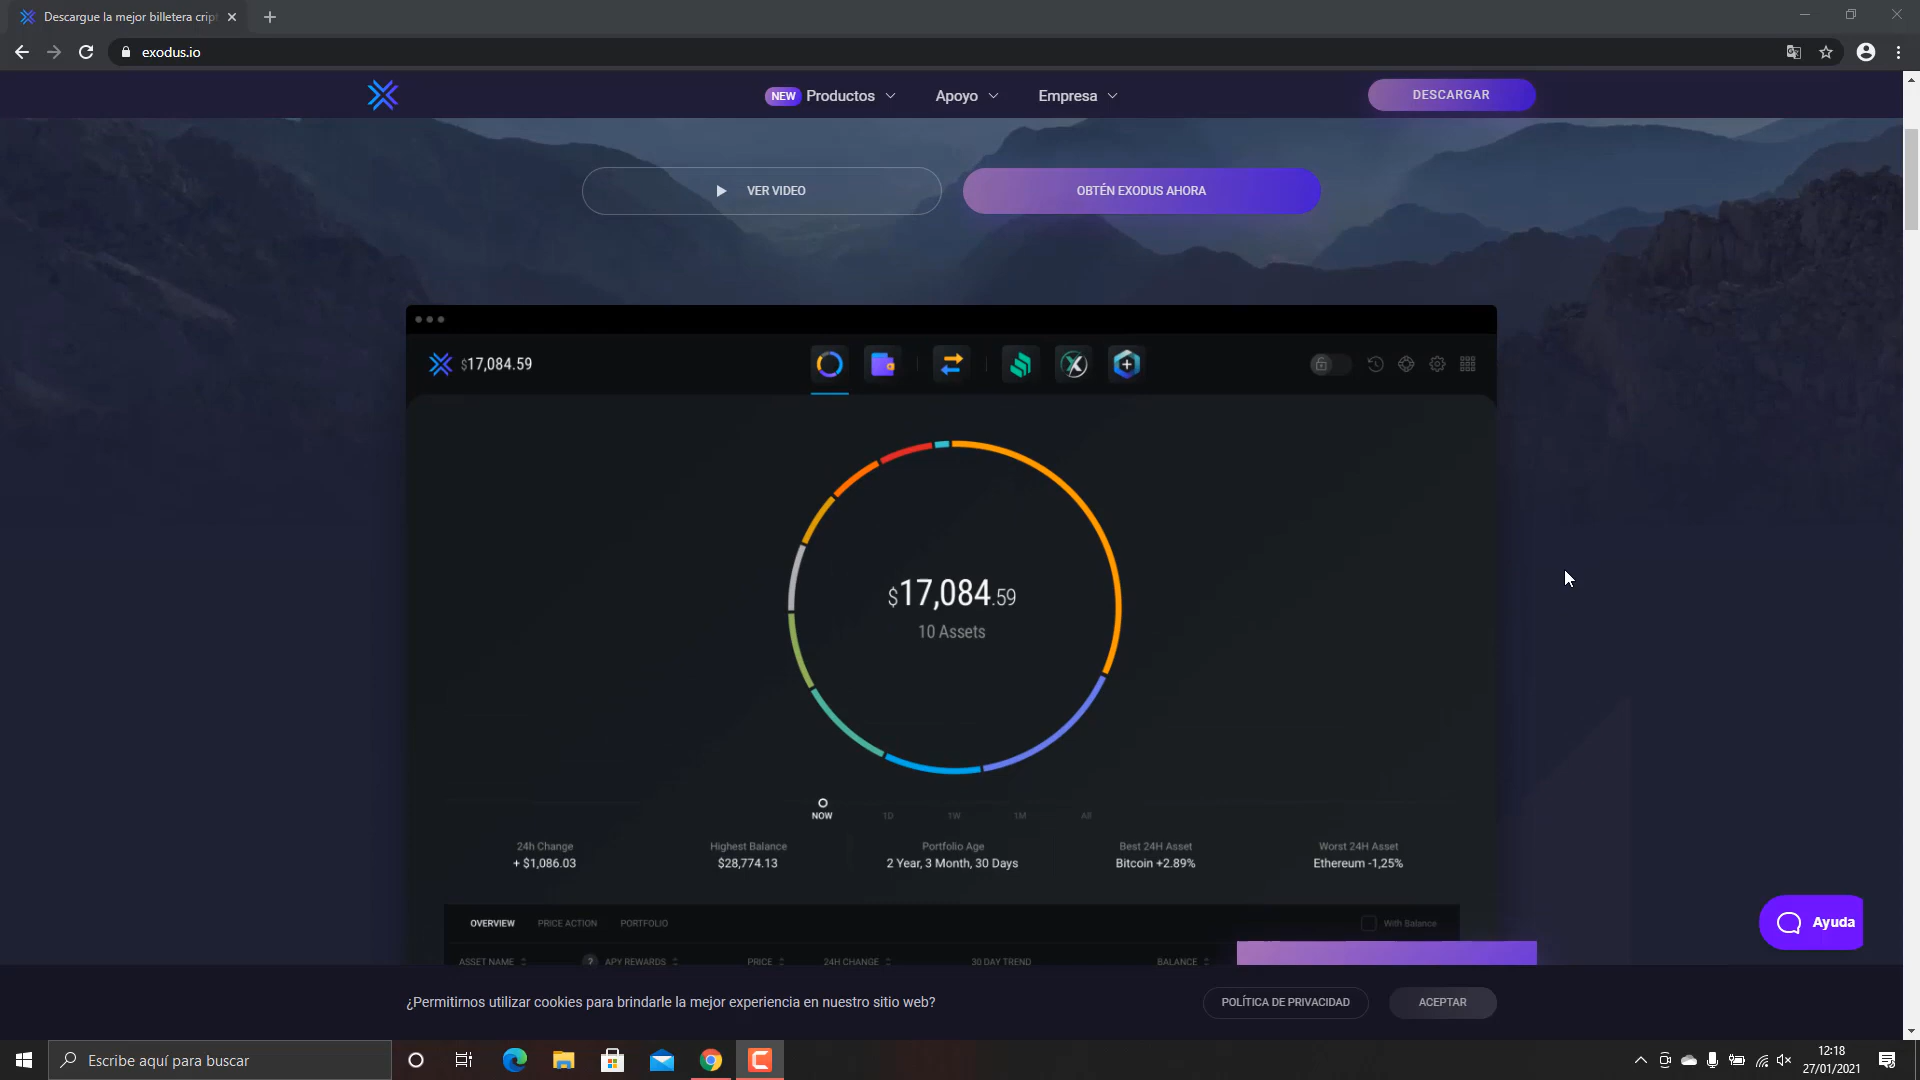 Descargue la mejor billetera crip
exodus.io
NEW Productos Apoyo Empresa DESCARGAR
VER VIDEO OBTÉN EXODUS AHORA
$17,084.59
$17,084.59
10 Assets
NOW 1D 1W 1M All
24h Change Highest Balance Portfolio Age Best 24H Asset Worst 24H Asset
+ $1,086.03 $28,774.13 2 Year, 3 Month, 30 Days Bitcoin +2.89% Ethereum -1,25%
OVERVIEW PRICE ACTION PORTFOLIO With Balance
Ayuda
ASSET NAME ? APY REWARDS PRICE 24H CHANGE 30 DAY TREND BALANCE
¿Permitirnos utilizar cookies para brindarle la mejor experiencia en nuestro sitio web? POLÍTICA DE PRIVACIDAD ACEPTAR
Escribe aquí para buscar
12:18
27/01/2021